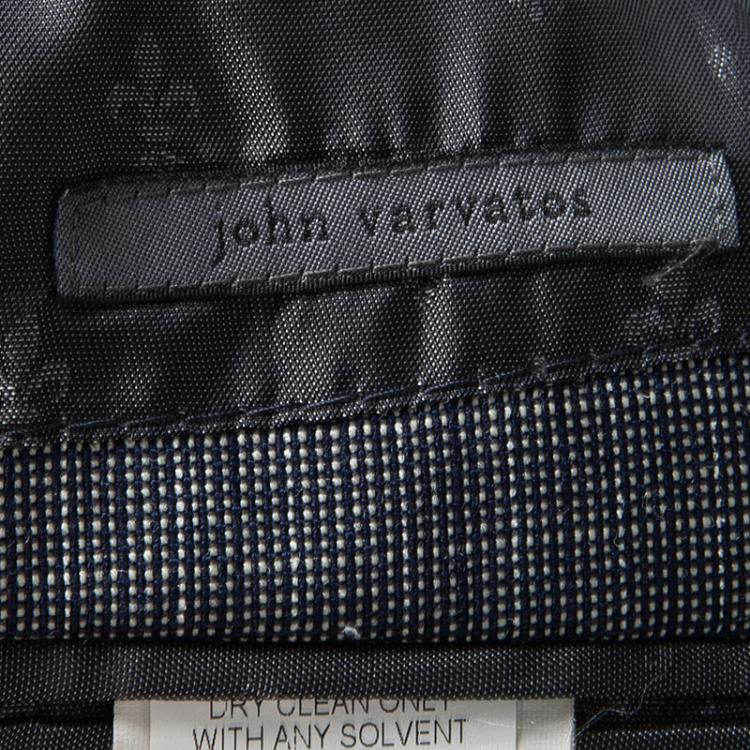 john varvatos
DRY CLEAN ONLY
WITH ANY SOLVENT